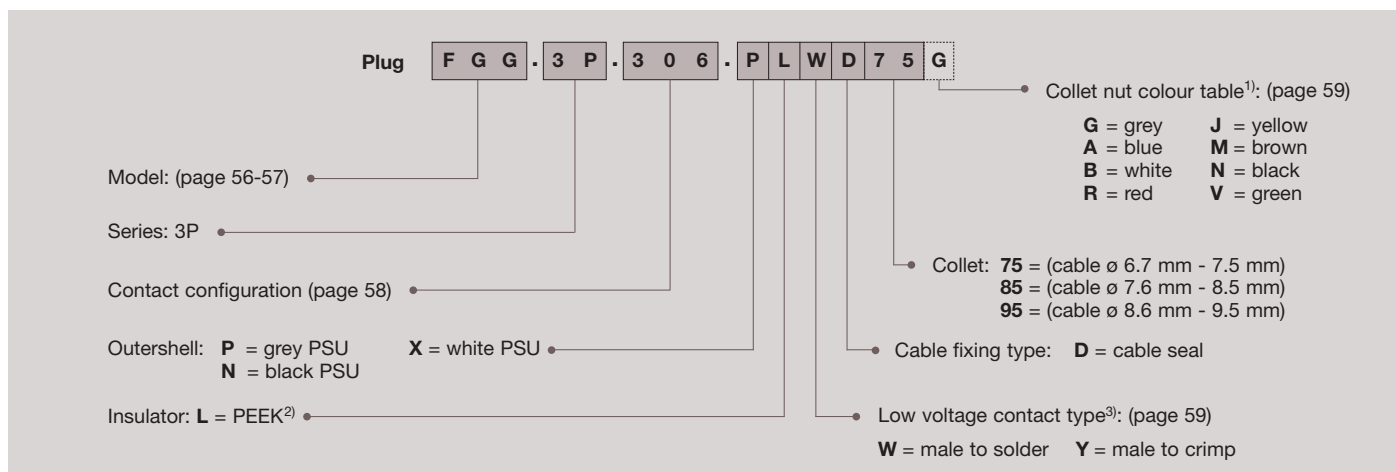 Plug F G G . 3 P . 3 0 6 . P L W D 7 5 G
Collet nut colour table1): (page 59)
G = grey J = yellow
A = blue M = brown
B = white N = black
R = red V = green
Model: (page 56-57)
Series: 3P
Collet: 75 = (cable ø 6.7 mm - 7.5 mm)
85 = (cable ø 7.6 mm - 8.5 mm)
95 = (cable ø 8.6 mm - 9.5 mm)
Contact configuration (page 58)
Outershell: P = grey PSU X = white PSU
N = black PSU
Cable fixing type: D = cable seal
Insulator: L = PEEK2)
Low voltage contact type3): (page 59)
W = male to solder Y = male to crimp